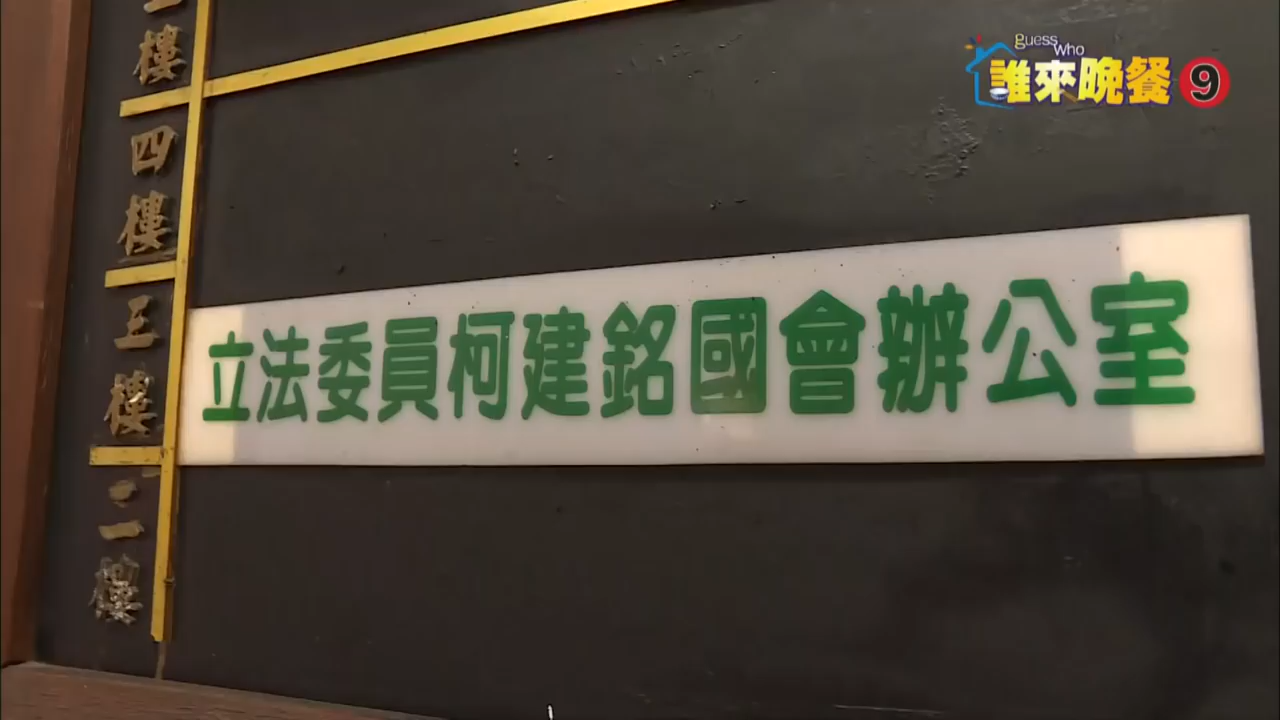 guess who
誰來晚餐 9
樓
四樓
三樓
立法委員柯建銘國會辦公室
二樓